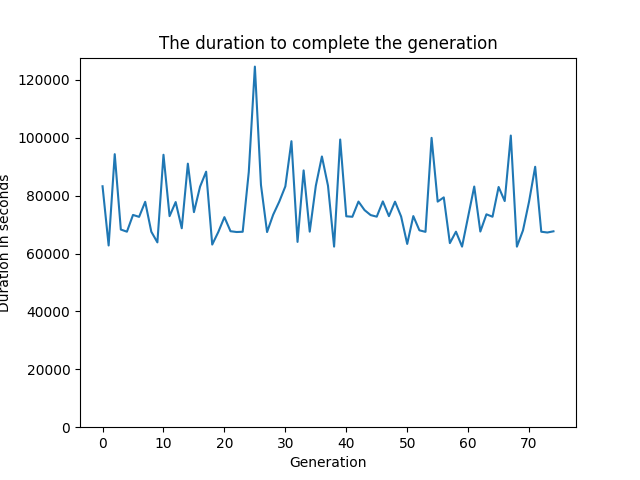 The duration to complete the generation
120000
100000
80000
60000
40000
20000
0
Duration in seconds
0 10 20 30 40 50 60 70
Generation